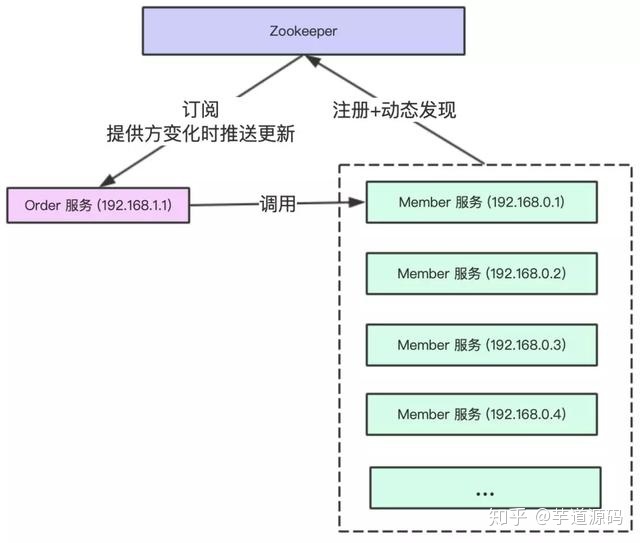 Zookeeper
订阅
提供方变化时推送更新
注册+动态发现
Order 服务 (192.168.1.1)
调用
Member 服务 (192.168.0.1)
Member 服务 (192.168.0.2)
Member 服务 (192.168.0.3)
Member 服务 (192.168.0.4)
...
知乎 @芋道源码